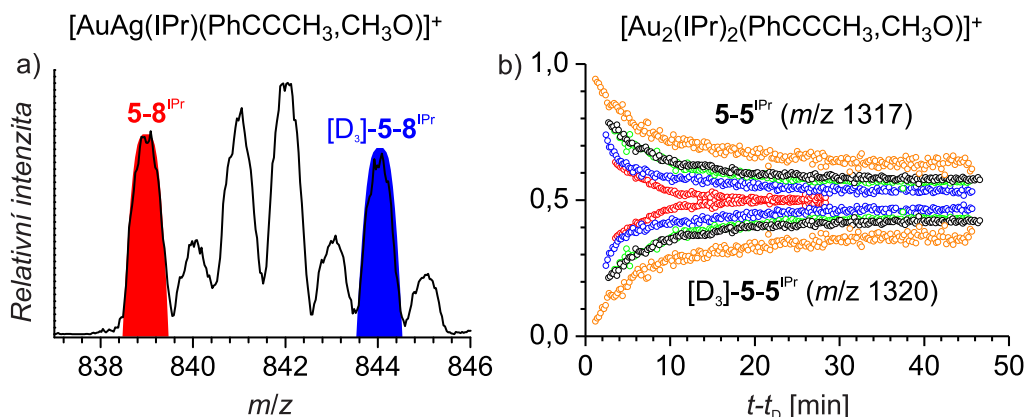 [AuAg(IPr)(PhCCCH₃,CH₃O)]⁺
a)
5-8ᴵᴾʳ
[D₃]-5-8ᴵᴾʳ
Relativní intenzita
838 840 842 844 846
m/z
[Au₂(IPr)₂(PhCCCH₃,CH₃O)]⁺
b)
1,0
5-5ᴵᴾʳ (m/z 1317)
0,5
[D₃]-5-5ᴵᴾʳ (m/z 1320)
0,0
0 10 20 30 40 50
t-t_D [min]